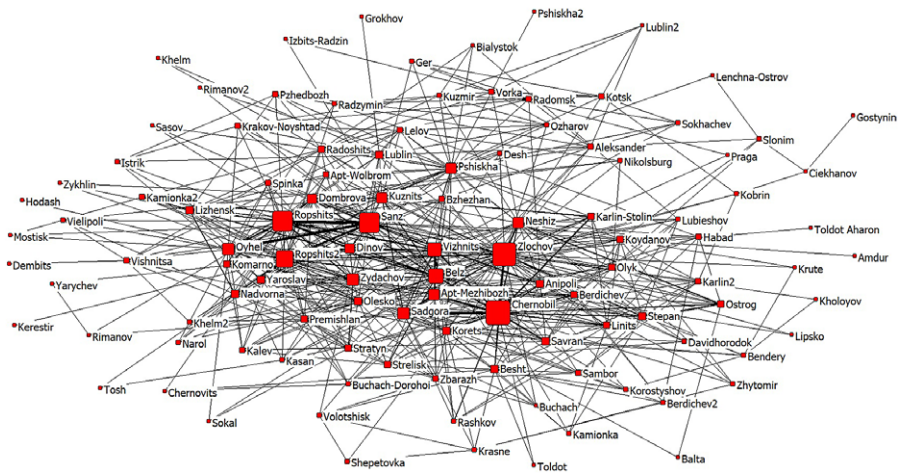 Grokhov
Pshiskha2
Lublin2
Izbits-Radzin
Bialystok
Khelm
Ger
Lenchna-Ostrov
Rimanov2
Pzhedbozh
Kuzmir
Vorka
Radomsk
Kotsk
Radzymin
Gostynin
Sasov
Krakov-Noyshtad
Lelov
Ozharov
Sokhachev
Slonim
Radoshits
Lublin
Desh
Aleksander
Praga
Istrik
Apt-Wolbrom
Pshiskha
Nikolsburg
Ciekhanov
Zykhlin
Spinka
Kamionka2
Dombrova
Kuznits
Bzhezhan
Kobrin
Hodash
Lizhensk
Ropshits
Sanz
Neshiz
Karlin-Stolin
Lubieshov
Vielipoli
Toldot Aharon
Mostisk
Oyhel
Dinov
Vizhnits
Zlochov
Koydanov
Habad
Dembits
Vishnitsa
Komarno
Ropshits2
Amdur
Yaroslav
Zydachov
Belz
Olyk
Krute
Yarychev
Nadvorna
Olesko
Apt-Mezhibozh
Anipoli
Berdichev
Karlin2
Kholoyov
Kerestir
Khelm2
Premishlan
Sadgora
Chernobil
Ostrog
Stepan
Rimanov
Narol
Korets
Linits
Lipsko
Kalev
Stratyn
Savran
Davidhorodok
Kasan
Strelisk
Besht
Sambor
Bendery
Tosh
Chernovits
Buchach-Dorohoi
Zbarazh
Korostyshov
Zhytomir
Sokal
Volotshisk
Rashkov
Buchach
Berdichev2
Kamionka
Shepetovka
Krasne
Toldot
Balta